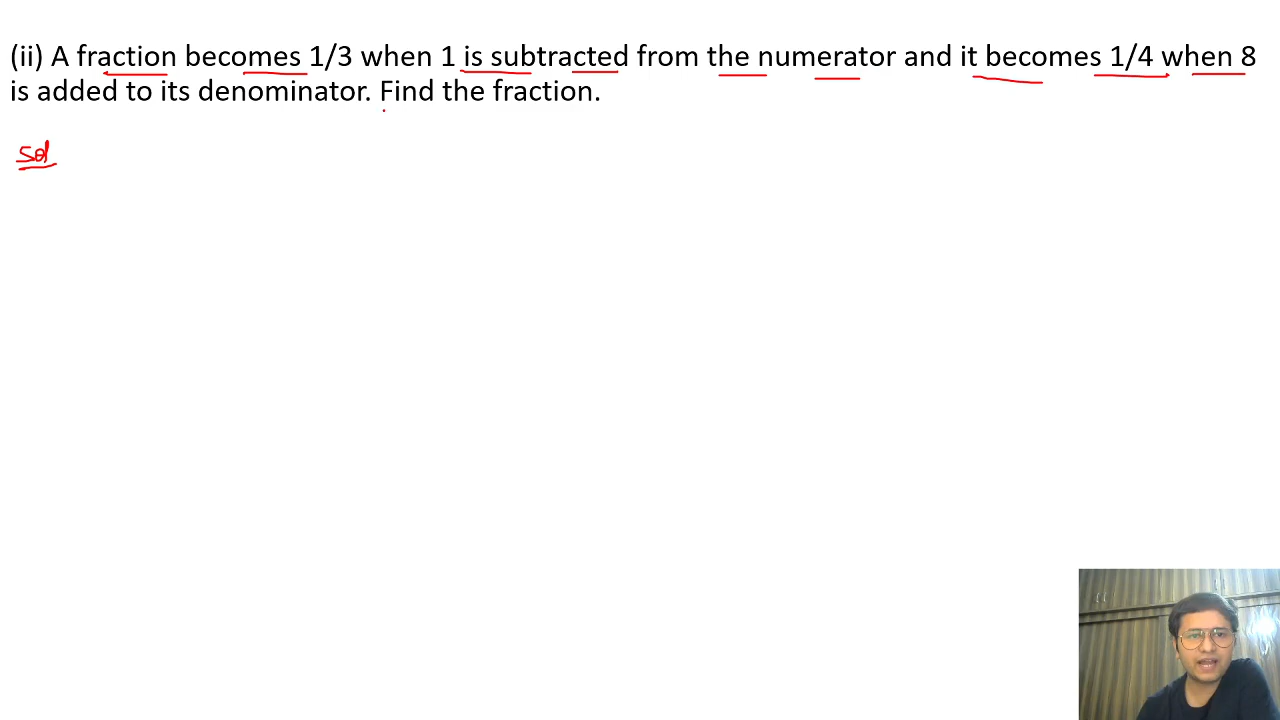 (ii) A fraction becomes 1/3 when 1 is subtracted from the numerator and it becomes 1/4 when 8
is added to its denominator. Find the fraction.
Sol